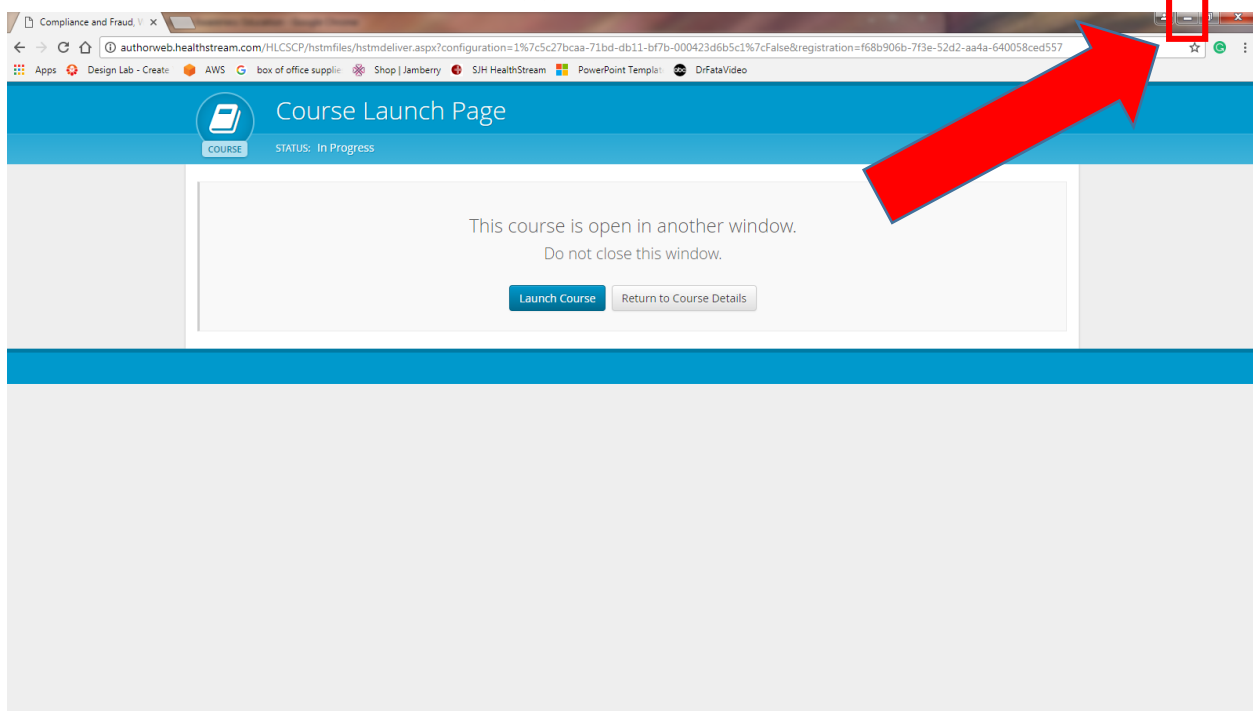 Compliance and Fraud, V
authorweb.healthstream.com/HLCSCP/hstmfiles/hstmdeliver.aspx?configuration=1%7c5c27bcaa-71bd-db11-bf7b-000423d6b5c1%7cFalse&registration=f68b906b-7f3e-52d2-aa4a-640058ced557
Apps Design Lab - Create AWS G box of office supplie Shop | Jamberry SJH HealthStream PowerPoint Templat abc DrFataVideo
Course Launch Page
COURSE STATUS: In Progress
This course is open in another window.
Do not close this window.
Launch Course Return to Course Details